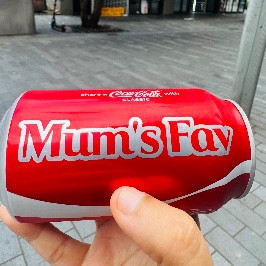 share a Coca-Cola with
CLASSIC
Mum's Fav